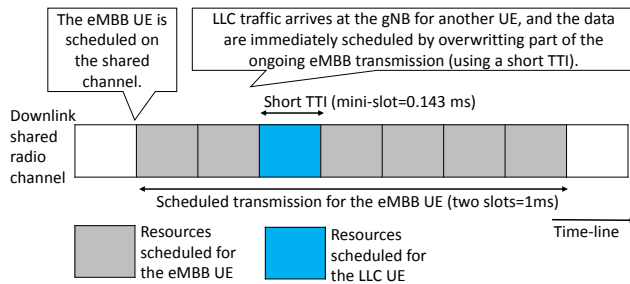 The eMBB UE is
scheduled on
the shared
channel.
LLC traffic arrives at the gNB for another UE, and the data
are immediately scheduled by overwritting part of the
ongoing eMBB transmission (using a short TTI).
Short TTI (mini-slot=0.143 ms)
Downlink
shared
radio
channel
Scheduled transmission for the eMBB UE (two slots=1ms)
Resources
scheduled for
the eMBB UE
Resources
scheduled for
the LLC UE
Time-line